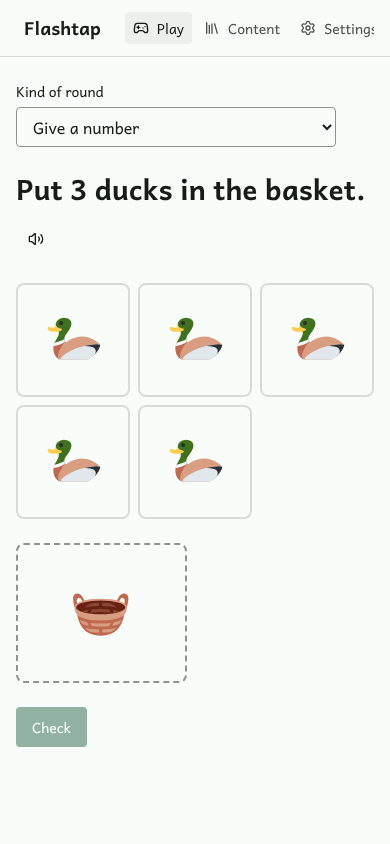 Flashtap
Play
Content
Settings
Kind of round
Give a number
Put 3 ducks in the basket.
Check